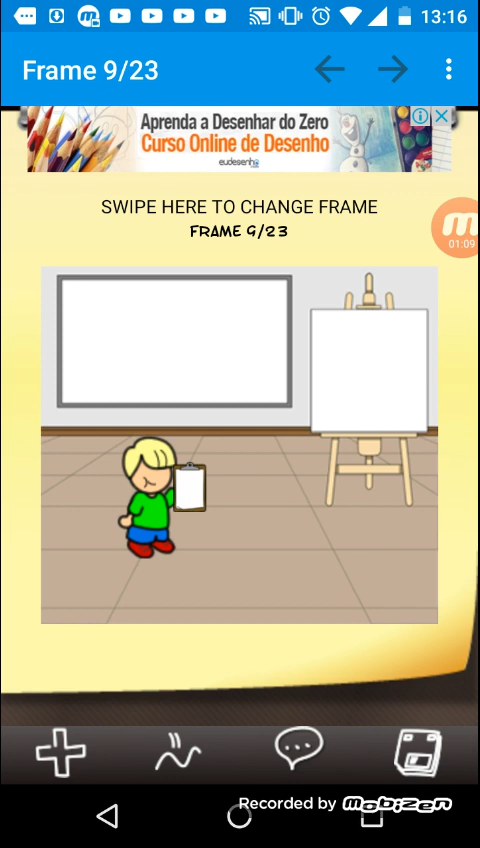 13:16
Frame 9/23
Aprenda a Desenhar do Zero
Curso Online de Desenho
eudesenho
SWIPE HERE TO CHANGE FRAME
FRAME 9/23
01:09
Recorded by Mobizen